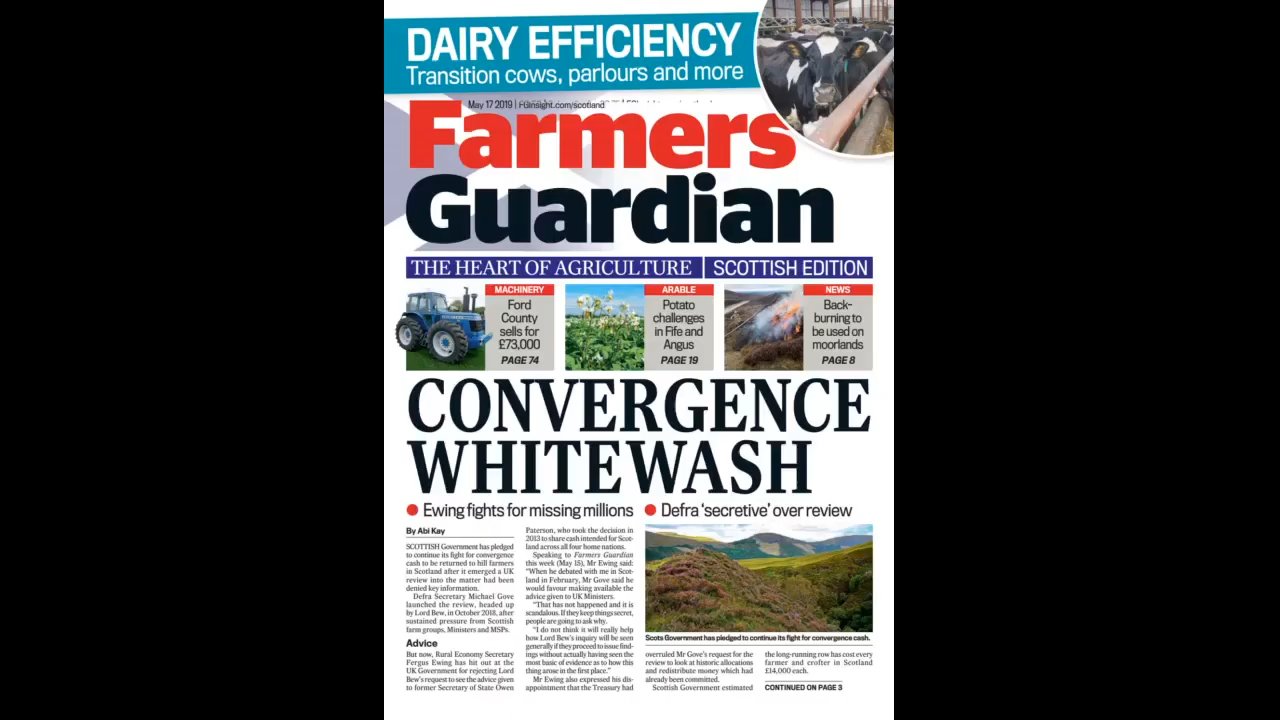 DAIRY EFFICIENCY
Transition cows, parlours and more
May 17 2019 | FGinsight.com/scotland
Farmers
Guardian
THE HEART OF AGRICULTURE | SCOTTISH EDITION
MACHINERY
Ford
County
sells for
£73,000
PAGE 74
ARABLE
Potato
challenges
in Fife and
Angus
PAGE 19
NEWS
Back-
burning to
be used on
moorlands
PAGE 8
CONVERGENCE
WHITEWASH
● Ewing fights for missing millions
● Defra ‘secretive’ over review
By Abi Kay
SCOTTISH Government has pledged
to continue its fight for convergence
cash to be returned to hill farmers
in Scotland after it emerged a UK
review into the matter had been
denied key information.
Defra Secretary Michael Gove
launched the review, headed up
by Lord Bew, in October 2018, after
sustained pressure from Scottish
farm groups, Ministers and MSPs.
Advice
But now, Rural Economy Secretary
Fergus Ewing has hit out at the
UK Government for rejecting Lord
Bew’s request to see the advice given
to former Secretary of State Owen
Paterson, who took the decision in
2013 to share cash intended for Scot-
land across all four home nations.
Speaking to Farmers Guardian
this week (May 15), Mr Ewing said:
“When he debated with me in Scot-
land in February, Mr Gove said he
would favour making available the
advice given to UK Ministers.
“That has not happened and it is
scandalous. If they keep things secret,
people are going to ask why.
“I do not think it will really help
how Lord Bew’s inquiry will be seen
generally if they proceed to issue find-
ings without actually having seen the
most basic of evidence as to how this
thing arose in the first place.”
Mr Ewing also expressed his dis-
appointment that the Treasury had
Scots Government has pledged to continue its fight for convergence cash.
overruled Mr Gove’s request for the
review to look at historic allocations
and redistribute money which had
already been committed.
Scottish Government estimated
the long-running row has cost every
farmer and crofter in Scotland
£14,000 each.
CONTINUED ON PAGE 3